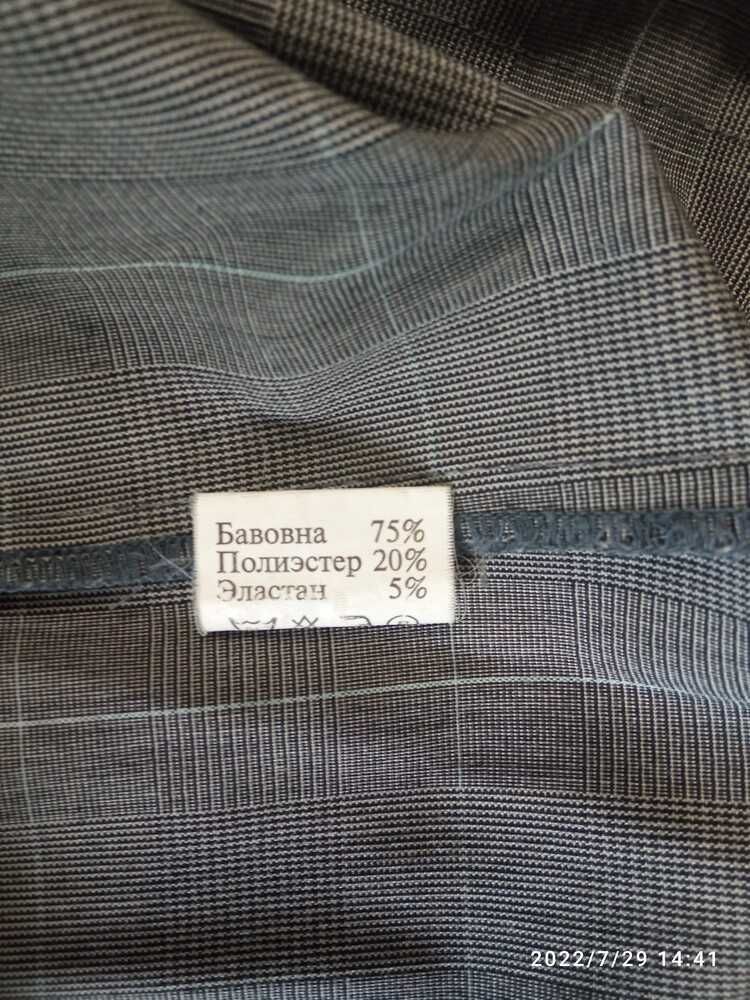 Бавовна 75%
Полиэстер 20%
Эластан 5%
2022/7/29 14:41